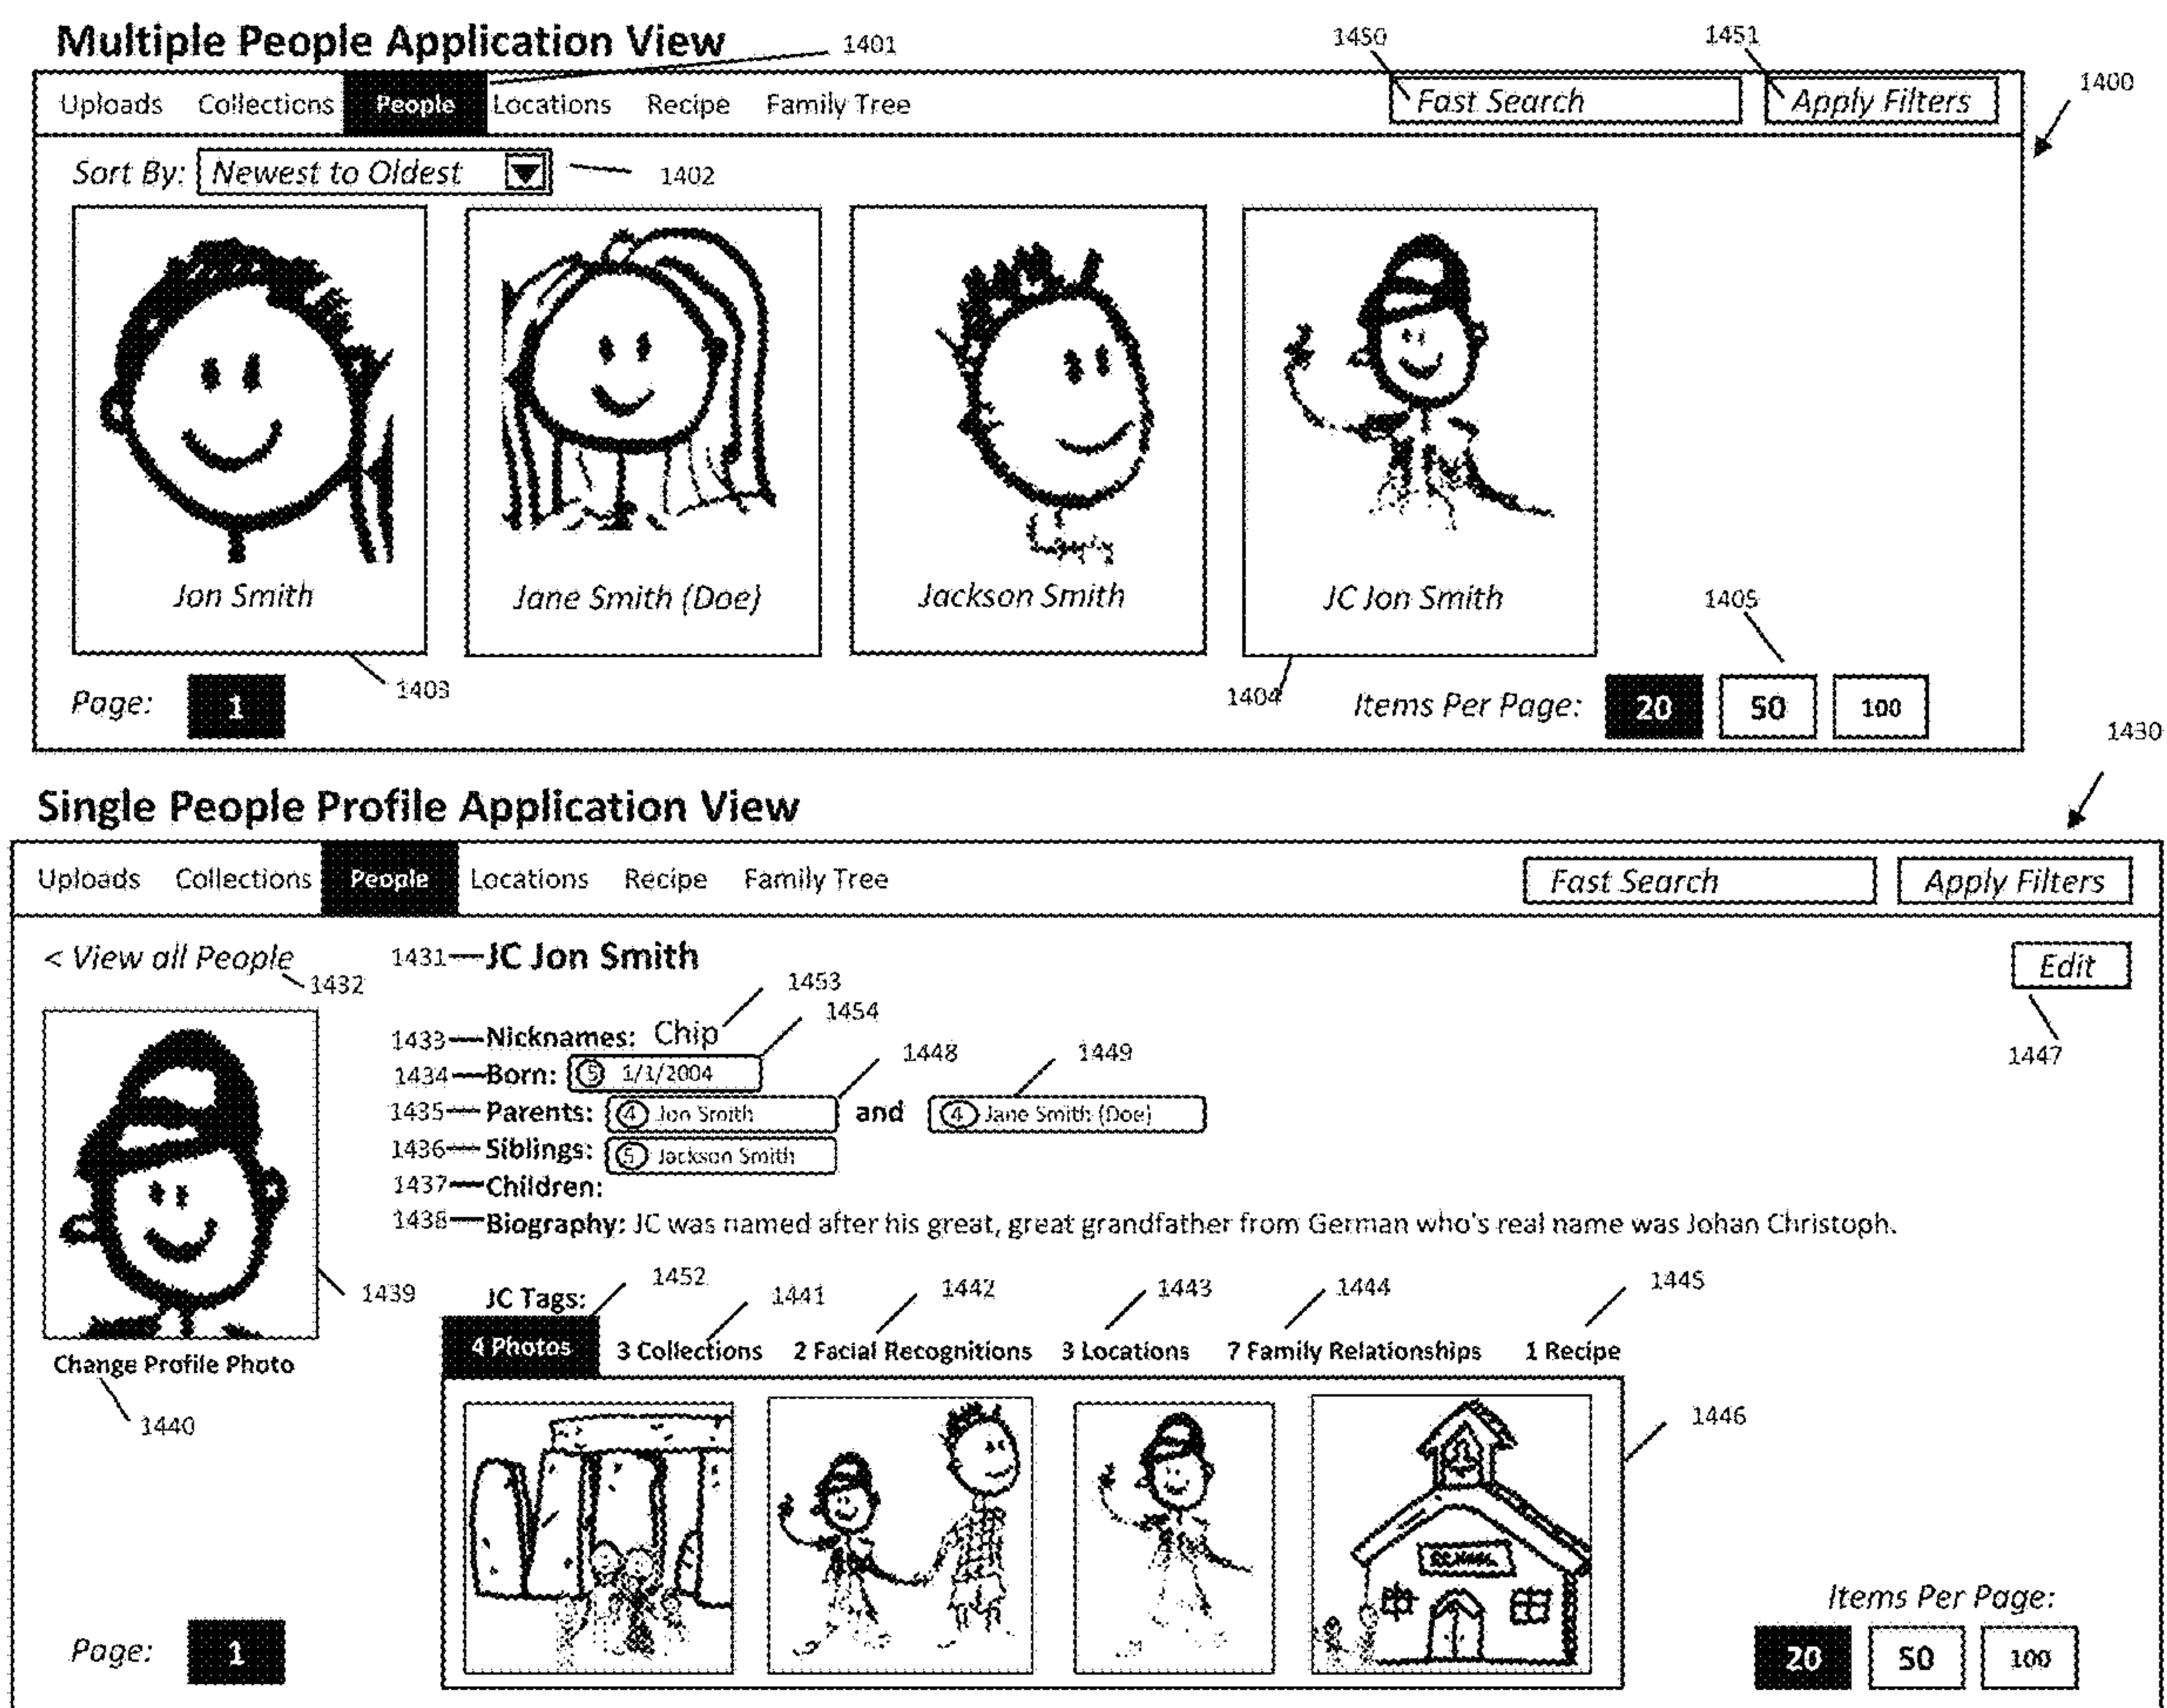 Multiple People Application View
1401
1450
1451
1400
Uploads Collections People Locations Recipe Family Tree Fast Search Apply Filters
Sort By: Newest to Oldest
1402
Jon Smith
Jane Smith (Doe)
Jackson Smith
JC Jon Smith
1403
1404
1405
Page: 1
Items Per Page: 20 50 100
1430
Single People Profile Application View
Uploads Collections People Locations Recipe Family Tree Fast Search Apply Filters
< View all People
1432
1431 JC Jon Smith
Edit
1447
1453
1454
1433 Nicknames: Chip
1448
1449
1434 Born: 5 1/1/2004
1435 Parents: 4 Jon Smith and 4 Jane Smith (Doe)
1436 Siblings: 5 Jackson Smith
1437 Children:
1438 Biography: JC was named after his great, great grandfather from German who's real name was Johan Christoph.
1439
Change Profile Photo
1440
JC Tags:
1452
1441
1442
1443
1444
1445
4 Photos 3 Collections 2 Facial Recognitions 3 Locations 7 Family Relationships 1 Recipe
1446
SCHOOL
Page: 1
Items Per Page:
20 50 100